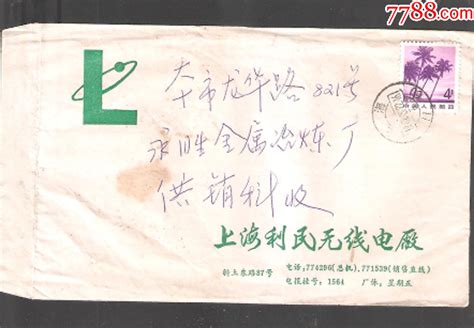 7788.com
4分
中国人民邮政
本市龙华路821号
永胜金属冶炼厂
供销科收
上海利民无线电厂
斜土东路37号 电话:774296(总机).771539(销售直线)
电报挂号:1564 厂休:星期五